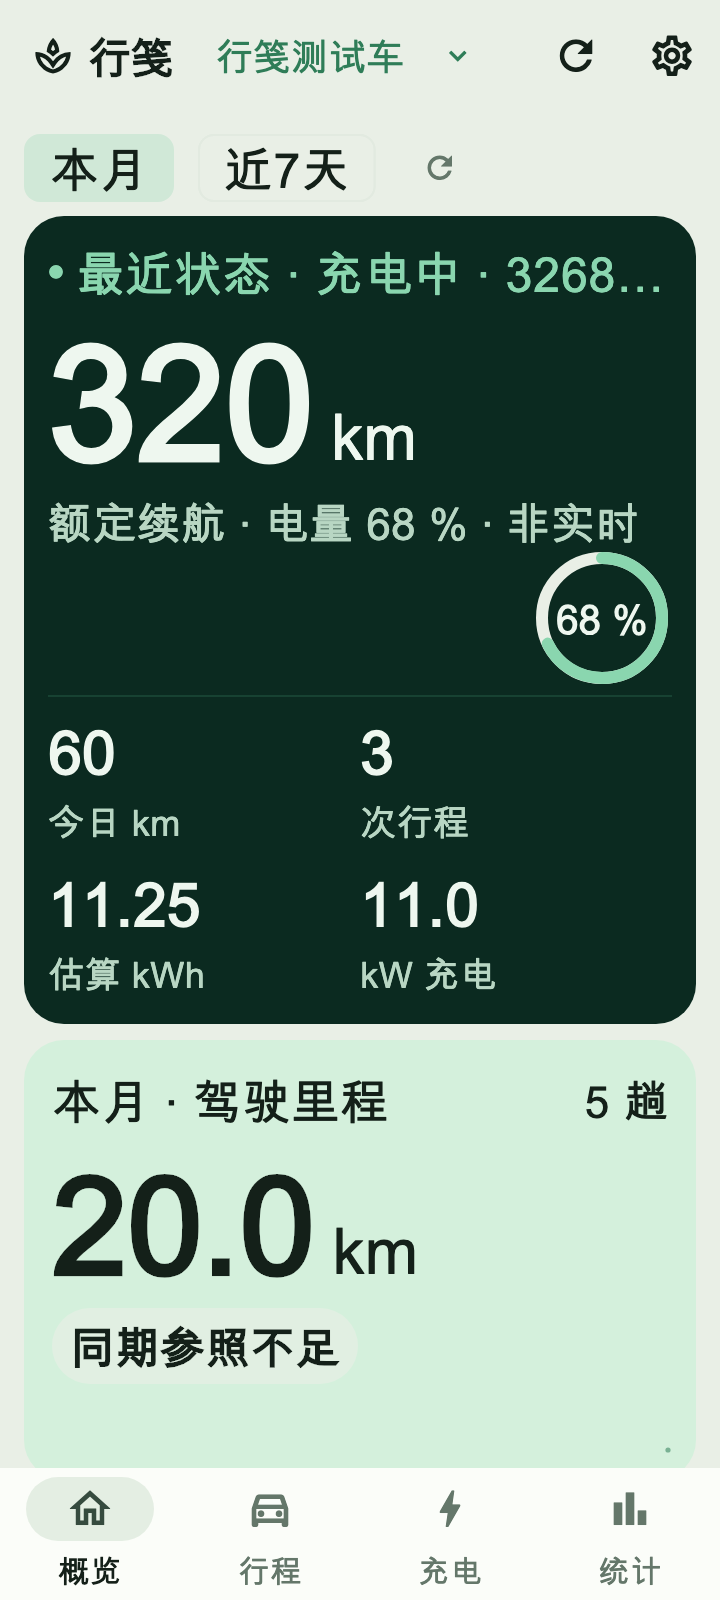 行笺 行笺测试车
本月 近7天
最近状态 · 充电中 · 3268…
320 km
额定续航 · 电量 68 % · 非实时
68 %
60 3
今日 km 次行程
11.25 11.0
估算 kWh kW 充电
本月 · 驾驶里程 5 趟
20.0 km
同期参照不足
概览 行程 充电 统计